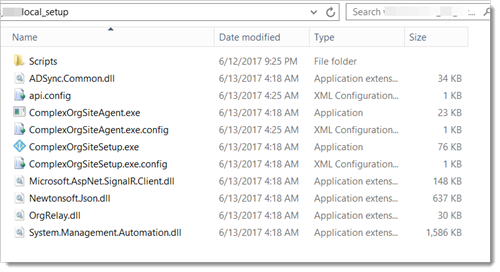 local_setup
Search
Name Date modified Type Size
Scripts 6/12/2017 9:25 PM File folder
ADSync.Common.dll 6/13/2017 4:18 AM Application extens... 34 KB
api.config 6/13/2017 4:25 AM XML Configuration... 1 KB
ComplexOrgSiteAgent.exe 6/13/2017 4:18 AM Application 23 KB
ComplexOrgSiteAgent.exe.config 6/13/2017 4:25 AM XML Configuration... 1 KB
ComplexOrgSiteSetup.exe 6/13/2017 4:18 AM Application 76 KB
ComplexOrgSiteSetup.exe.config 6/13/2017 4:18 AM XML Configuration... 1 KB
Microsoft.AspNet.SignalR.Client.dll 6/13/2017 4:18 AM Application extens... 148 KB
Newtonsoft.Json.dll 6/13/2017 4:18 AM Application extens... 637 KB
OrgRelay.dll 6/13/2017 4:18 AM Application extens... 30 KB
System.Management.Automation.dll 6/13/2017 4:18 AM Application extens... 1,586 KB